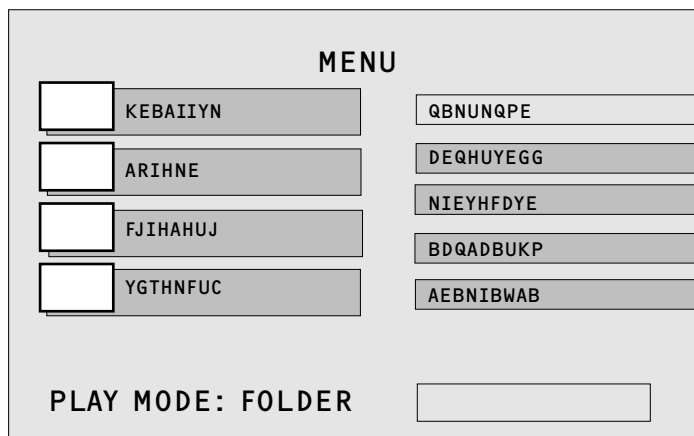 MENU
KEBAIIYN
ARIHNE
FJIHAHUJ
YGTHNFUC
QBNUNQPE
DEQHUYEGG
NIEYHFDYE
BDQADBUKP
AEBNIBWAB
PLAY MODE: FOLDER